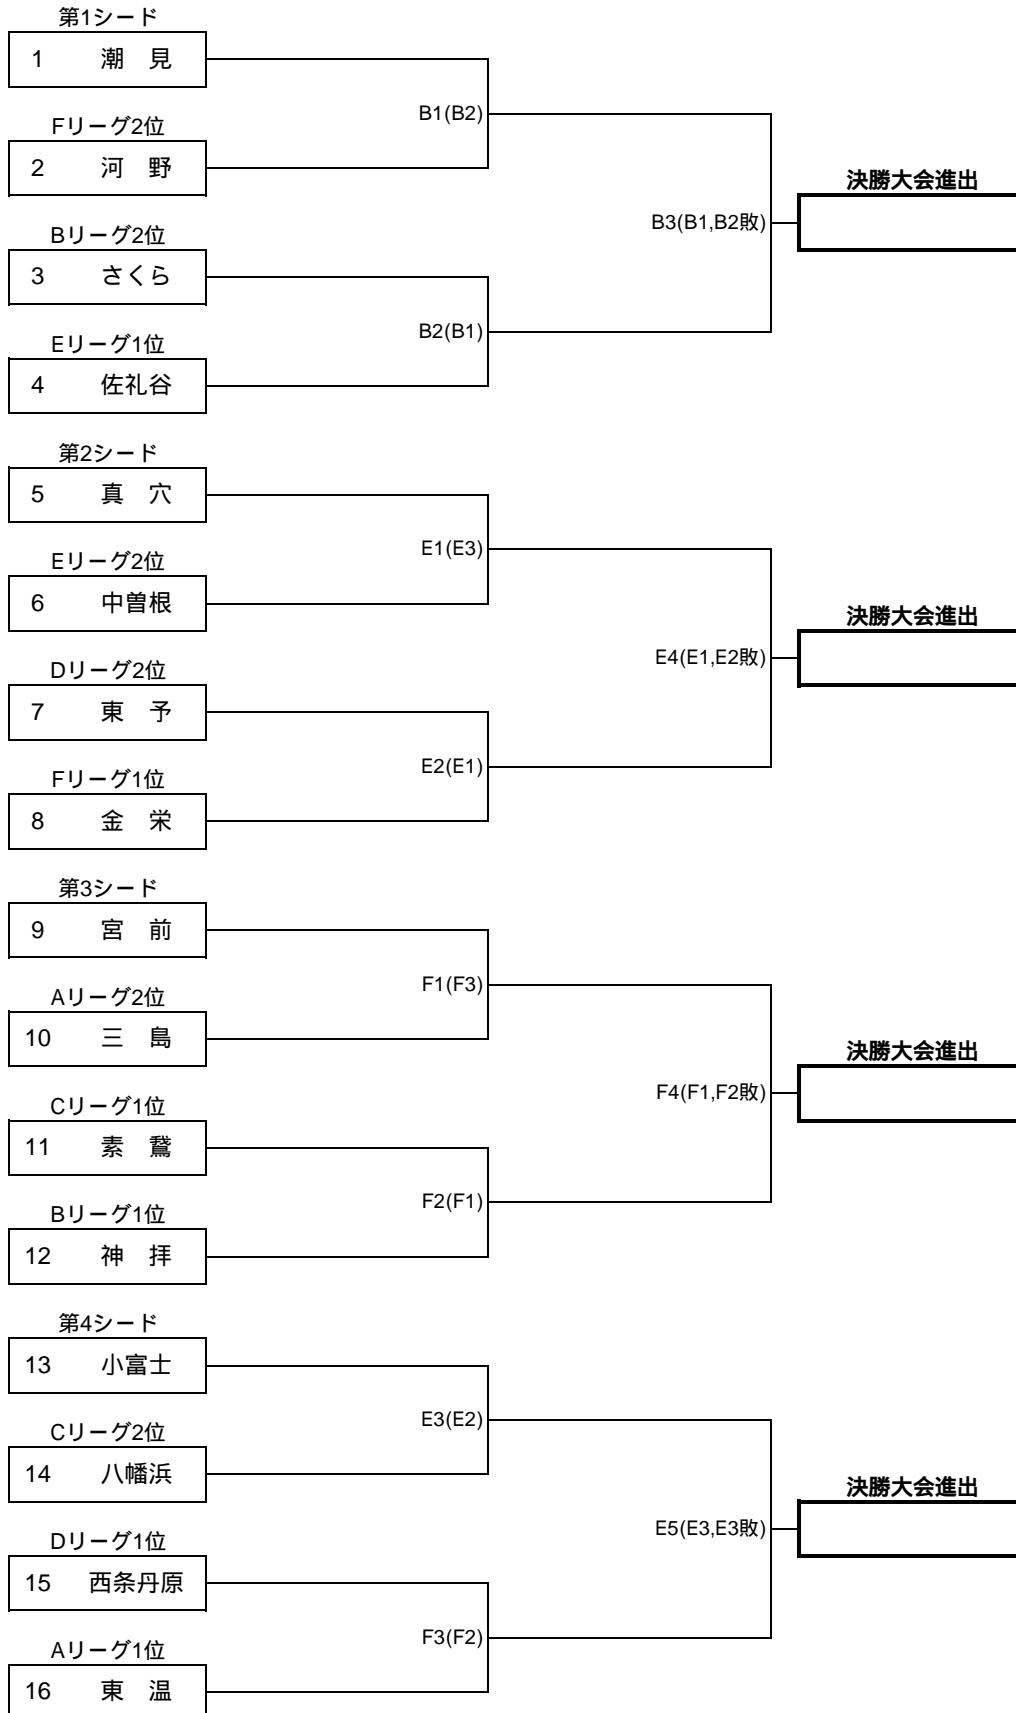 第1シード
1 潮 見
B1(B2)
Fリーグ2位
2 河 野
決勝大会進出
B3(B1,B2敗)
Bリーグ2位
3 さくら
B2(B1)
Eリーグ1位
4 佐礼谷
第2シード
5 真 穴
E1(E3)
Eリーグ2位
6 中曽根
決勝大会進出
E4(E1,E2敗)
Dリーグ2位
7 東 予
E2(E1)
Fリーグ1位
8 金 栄
第3シード
9 宮 前
F1(F3)
Aリーグ2位
10 三 島
決勝大会進出
F4(F1,F2敗)
Cリーグ1位
11 素 鵞
F2(F1)
Bリーグ1位
12 神 拝
第4シード
13 小富士
E3(E2)
Cリーグ2位
14 八幡浜
決勝大会進出
E5(E3,E3敗)
Dリーグ1位
15 西条丹原
F3(F2)
Aリーグ1位
16 東 温